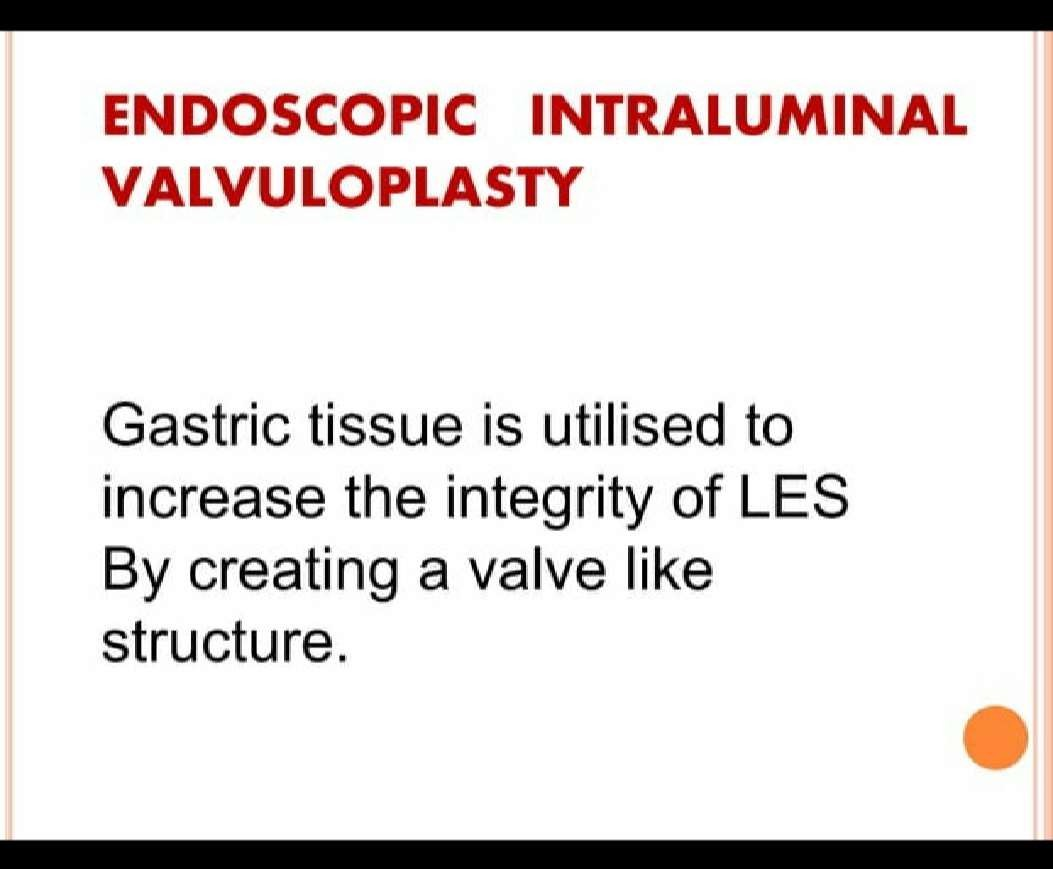 ENDOSCOPIC INTRALUMINAL
VALVULOPLASTY
Gastric tissue is utilised to
increase the integrity of LES
By creating a valve like
structure.